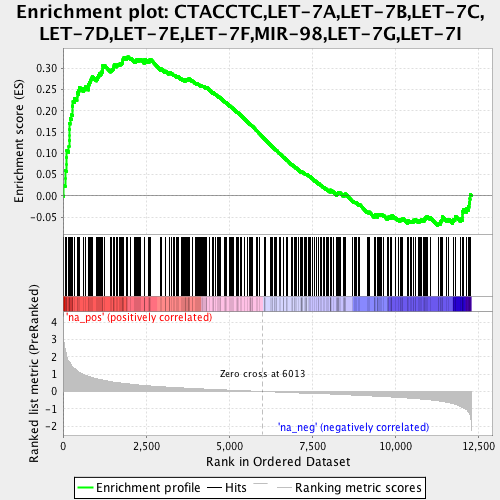 Enrichment plot: CTACCTC,LET-7A,LET-7B,LET-7C,
LET-7D,LET-7E,LET-7F,MIR-98,LET-7G,LET-7I
Enrichment score (ES)
0.30
0.25
0.20
0.15
0.10
0.05
0.00
-0.05
Ranked list metric (PreRanked)
4
3
2
1
0
-1
-2
'na_pos' (positively correlated)
Zero cross at 6013
'na_neg' (negatively correlated)
0
2,500
5,000
7,500
10,000
12,500
Rank in Ordered Dataset
Enrichment profile
Hits
Ranking metric scores